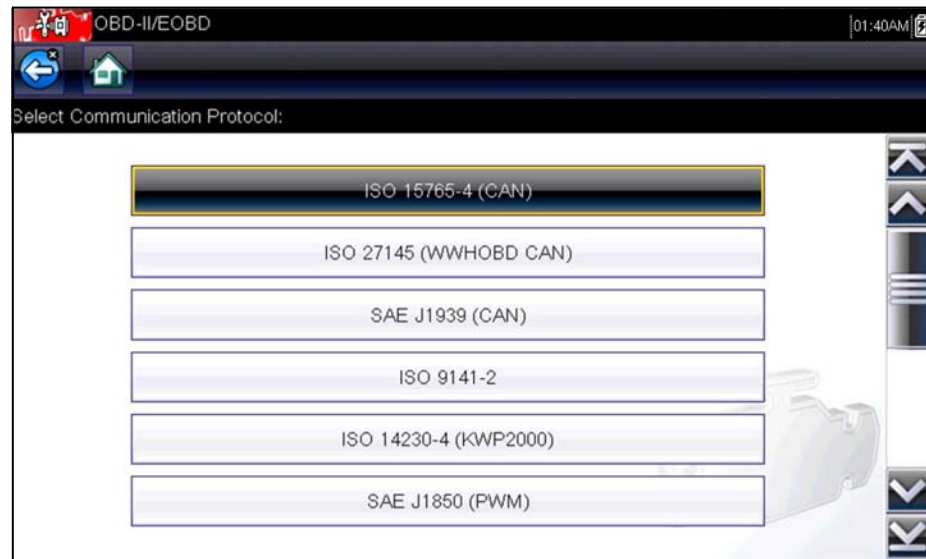 OBD-II/EOBD
01:40AM
Select Communication Protocol:
ISO 15765-4 (CAN)
ISO 27145 (WWHOBD CAN)
SAE J1939 (CAN)
ISO 9141-2
ISO 14230-4 (KWP2000)
SAE J1850 (PWM)